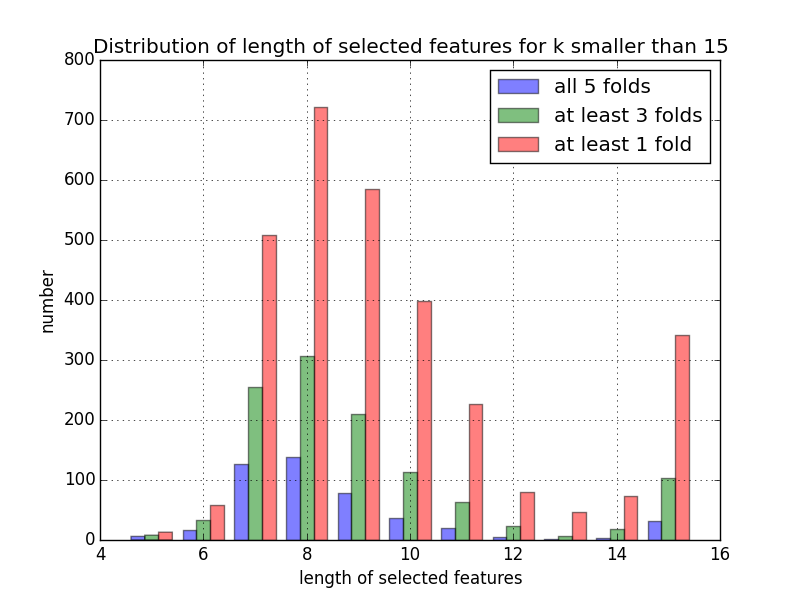 Distribution of length of selected features for k smaller than 15
800
700
600
500
400
300
200
100
0
number
all 5 folds
at least 3 folds
at least 1 fold
4 6 8 10 12 14 16
length of selected features